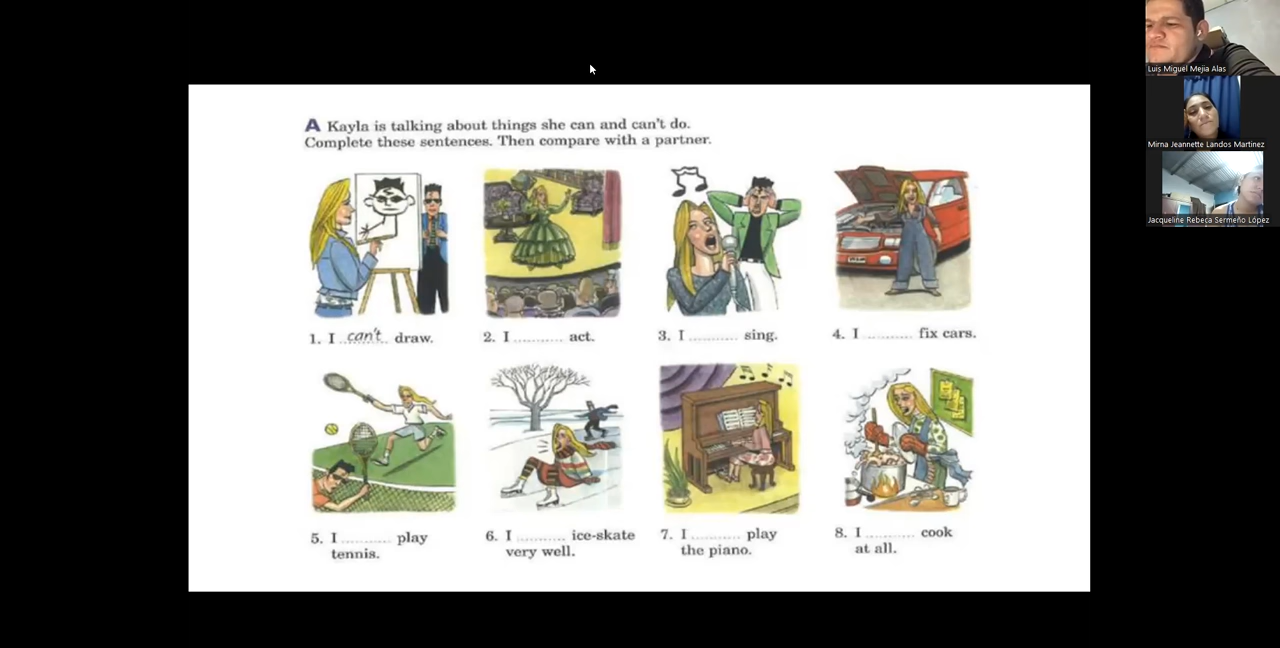 A Kayla is talking about things she can and can't do.
Complete these sentences. Then compare with a partner.
1. I can't draw.
2. I ........... act.
3. I ........... sing.
4. I ........... fix cars.
5. I ........... play
tennis.
6. I ........... ice-skate
very well.
7. I ........... play
the piano.
8. I ........... cook
at all.
Luis Miguel Mejia Alas
Mirna Jeannette Landos Martinez
Jacqueline Rebeca Sermeño López